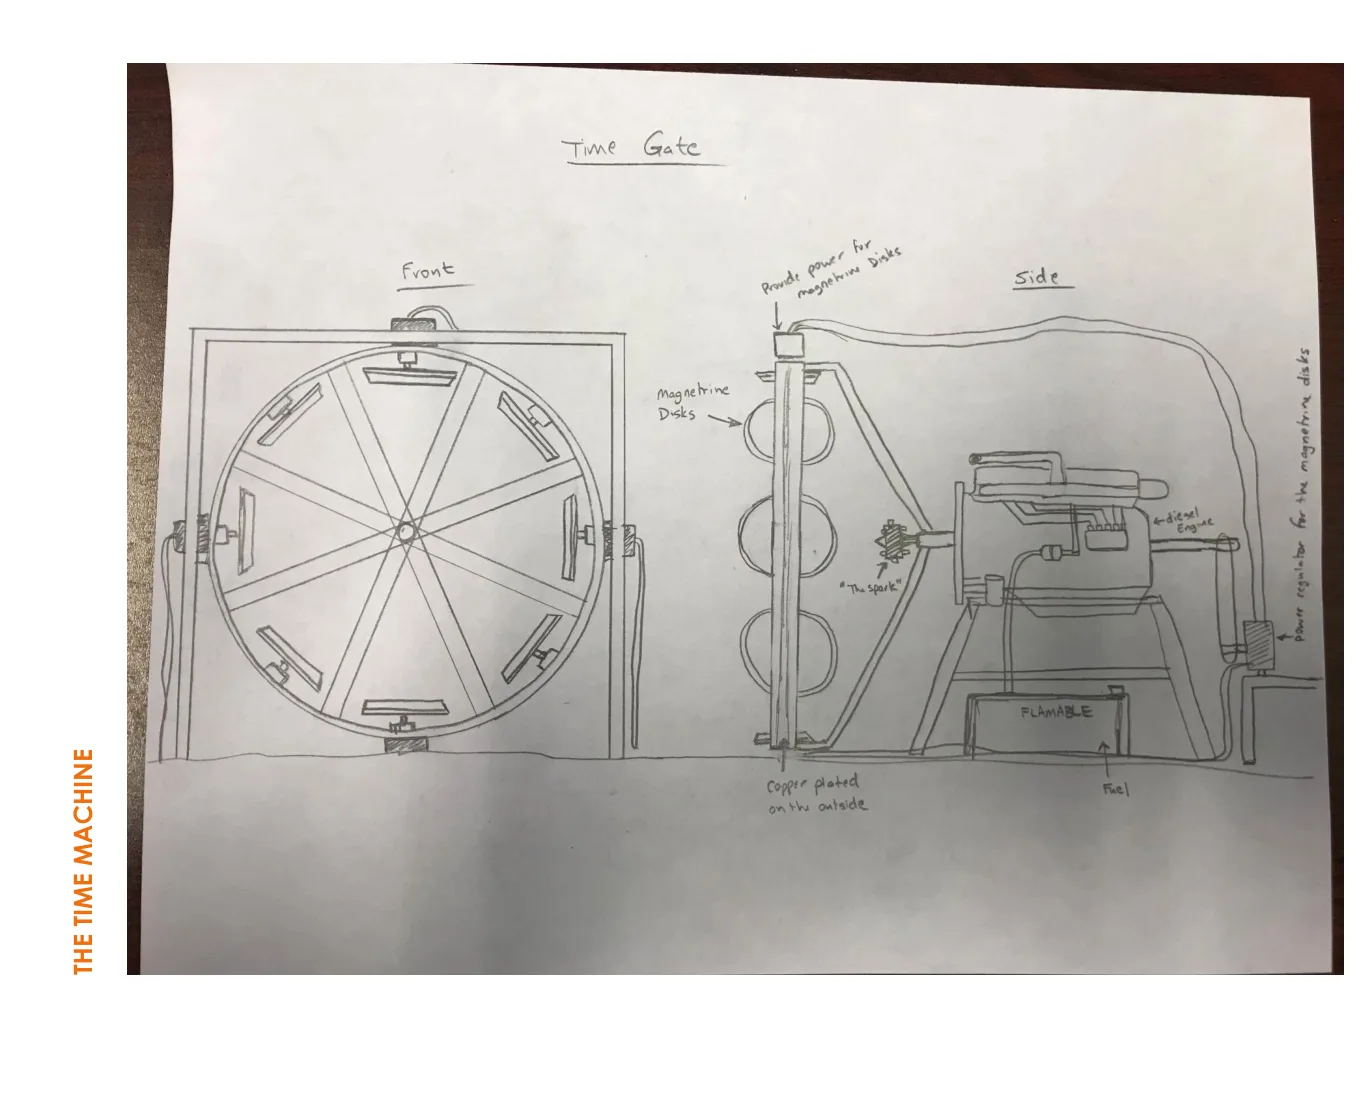 THE TIME MACHINE
Time Gate
Front
Provide power for
magnetrine Disks
Side
Magnetrine
Disks
diesel
Engine
"The spark"
power regulator for the magnetrine disks
FLAMABLE
Fuel
Copper plated
on the outside